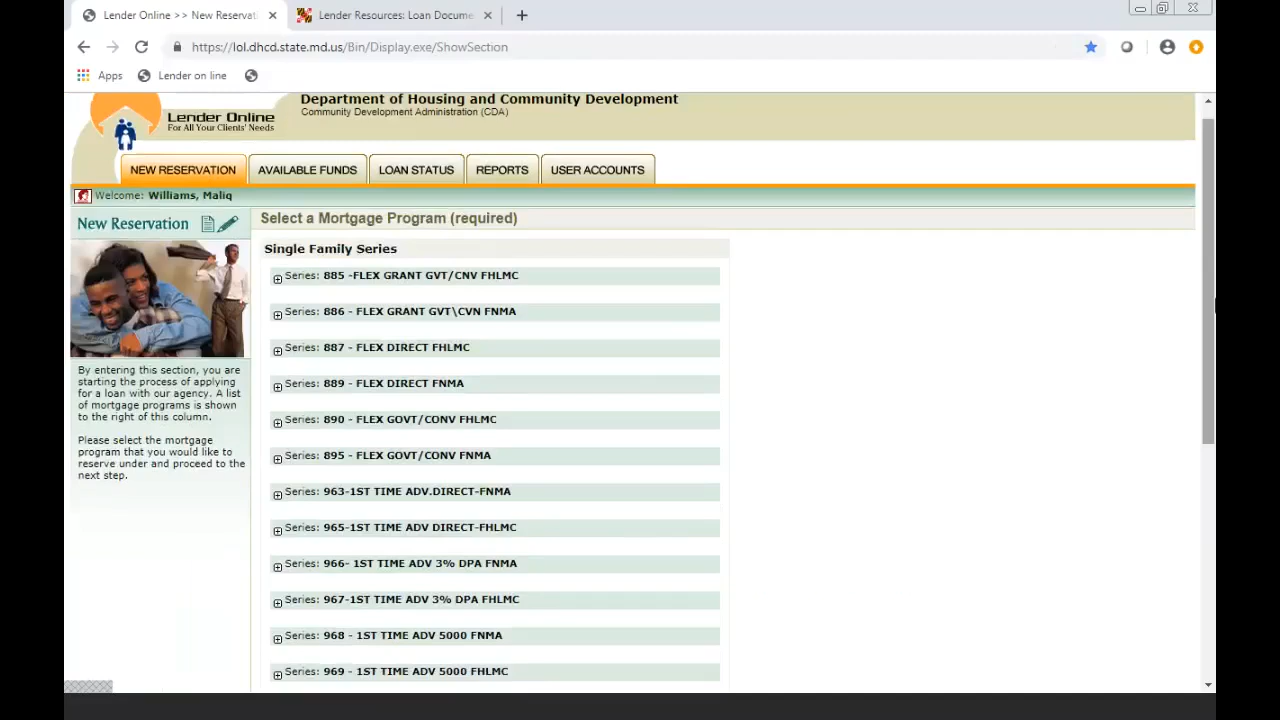 Lender Online >> New Reservat
Lender Resources: Loan Docume
https://lol.dhcd.state.md.us/Bin/Display.exe/ShowSection
Apps
Lender on line
Department of Housing and Community Development
Community Development Administration (CDA)
Lender Online
For All Your Clients' Needs
NEW RESERVATION
AVAILABLE FUNDS
LOAN STATUS
REPORTS
USER ACCOUNTS
Welcome: Williams, Maliq
New Reservation
By entering this section, you are
starting the process of applying
for a loan with our agency. A list
of mortgage programs is shown
to the right of this column.
Please select the mortgage
program that you would like to
reserve under and proceed to the
next step.
Select a Mortgage Program (required)
Single Family Series
Series: 885 -FLEX GRANT GVT/CNV FHLMC
Series: 886 - FLEX GRANT GVT\CVN FNMA
Series: 887 - FLEX DIRECT FHLMC
Series: 889 - FLEX DIRECT FNMA
Series: 890 - FLEX GOVT/CONV FHLMC
Series: 895 - FLEX GOVT/CONV FNMA
Series: 963-1ST TIME ADV.DIRECT-FNMA
Series: 965-1ST TIME ADV DIRECT-FHLMC
Series: 966- 1ST TIME ADV 3% DPA FNMA
Series: 967-1ST TIME ADV 3% DPA FHLMC
Series: 968 - 1ST TIME ADV 5000 FNMA
Series: 969 - 1ST TIME ADV 5000 FHLMC